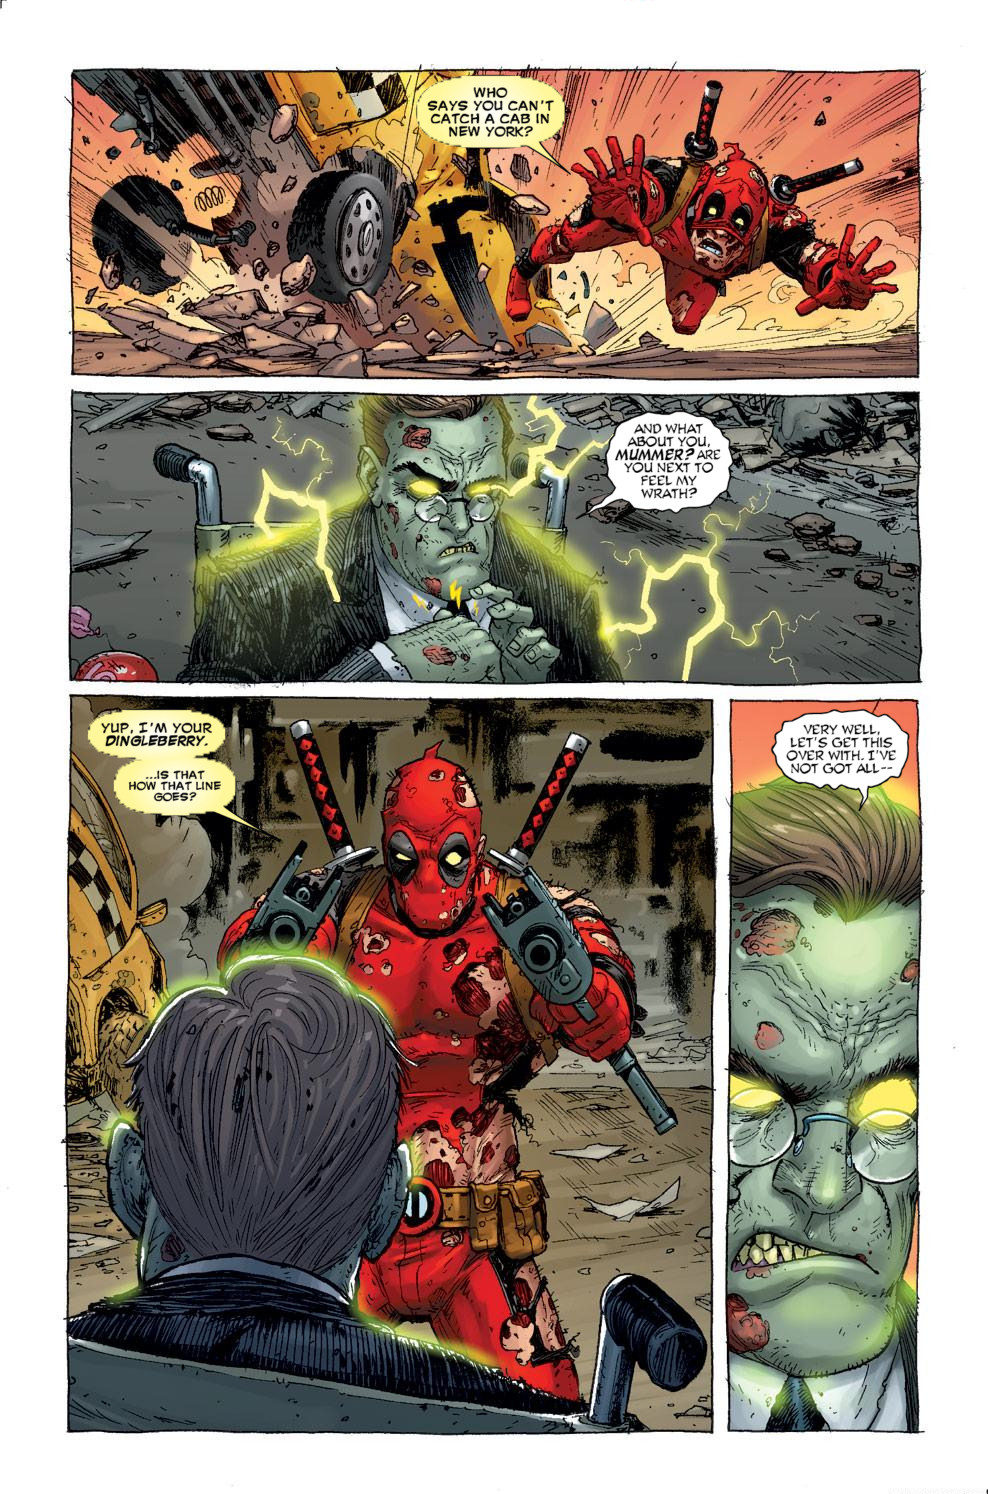 WHO
SAYS YOU CAN'T
CATCH A CAB IN
NEW YORK?
AND WHAT
ABOUT YOU,
MUMMER? ARE
YOU NEXT TO
FEEL MY
WRATH?
YUP, I'M YOUR
DINGLEBERRY.
...IS THAT
HOW THAT LINE
GOES?
VERY WELL,
LET'S GET THIS
OVER WITH. I'VE
NOT GOT ALL--